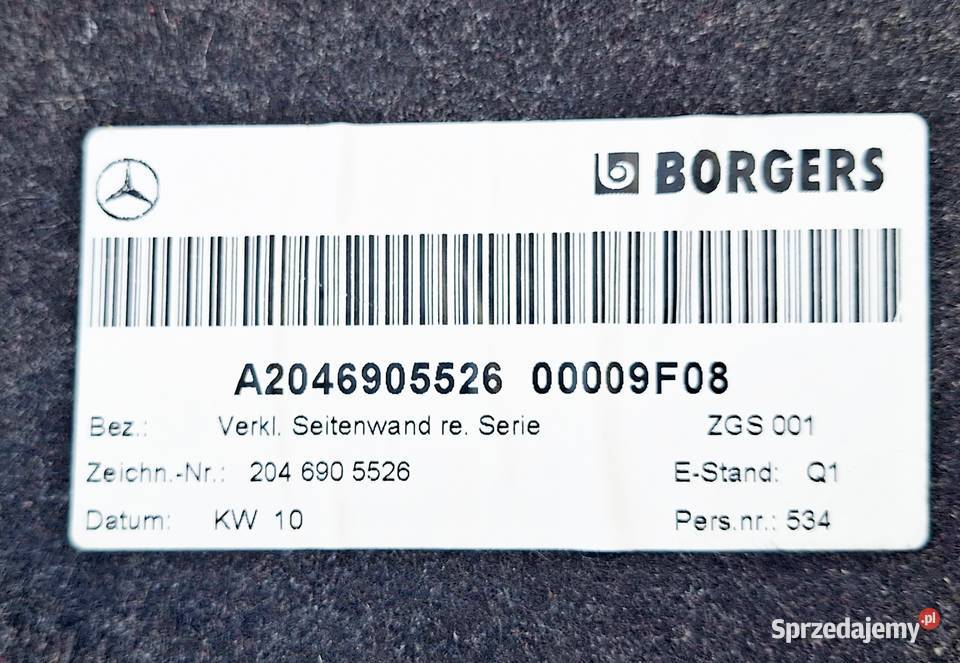 BORGERS
A2046905526 00009F08
Bez.: Verkl. Seitenwand re. Serie ZGS 001
Zeichn.-Nr.: 204 690 5526 E-Stand: Q1
Datum: KW 10 Pers.nr.: 534
Sprzedajemy.pl